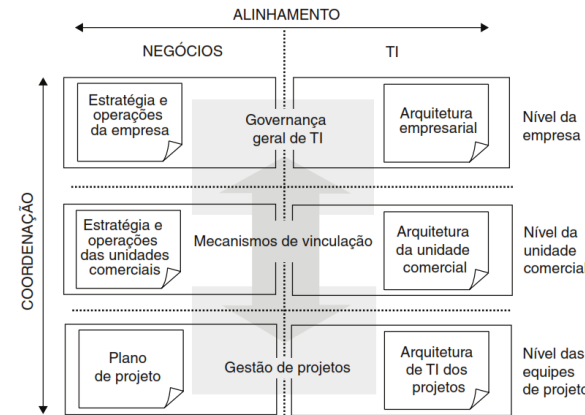 ALINHAMENTO
NEGÓCIOS
TI
COORDENAÇÃO
Estratégia e
operações
da empresa
Governança
geral de TI
Arquitetura
empresarial
Nível da
empresa
Estratégia e
operações
das unidades
comerciais
Mecanismos de vinculação
Arquitetura
da unidade
comercial
Nível da
unidade
comercial
Plano
de projeto
Gestão de projetos
Arquitetura
de TI dos
projetos
Nível das
equipes
de projeto